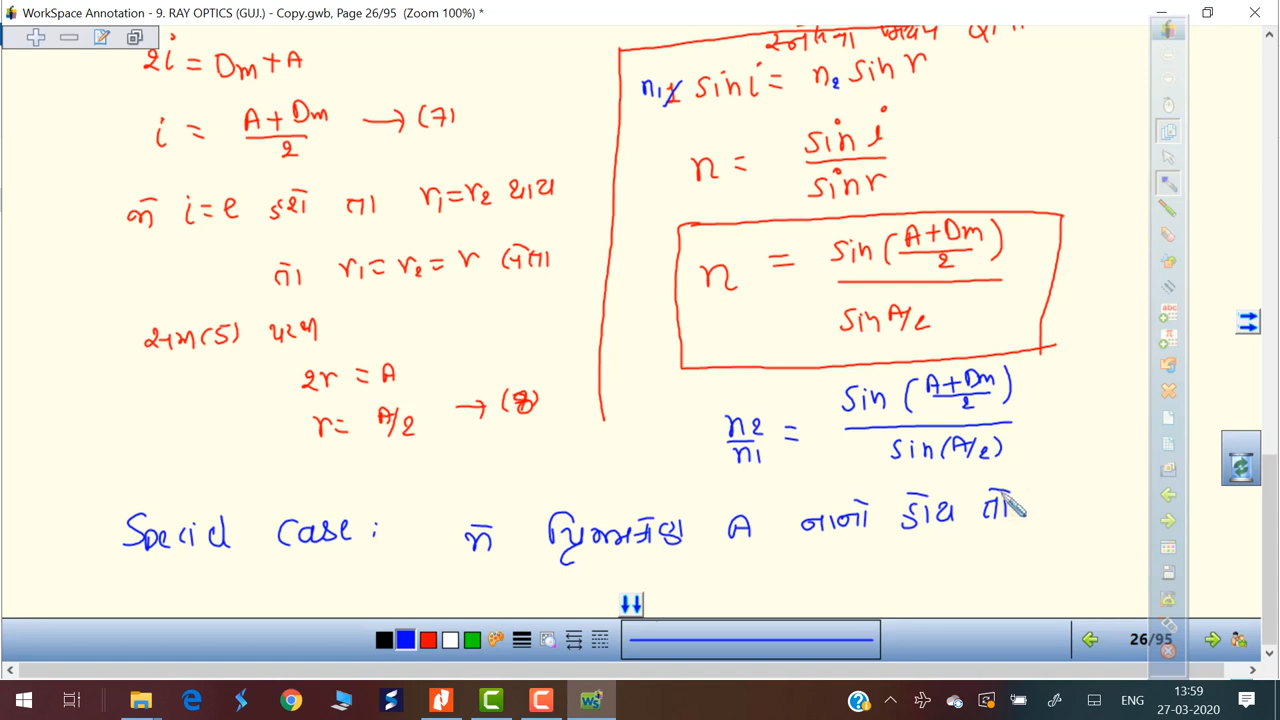 WorkSpace Annotation - 9. RAY OPTICS (GUJ.) - Copy.gwb, Page 26/95 (Zoom 100%) *
2i = Dm + A
i = A + Dm / 2 → (7)
જો i = e હશે તો r1 = r2 થાય
તો r1 = r2 = r લેતા
સમી(5) પરથી
2r = A
r = A/2 → (8)
સ્નેલના નિયમ
n1 sin i = n2 sin r
n = sin i / sin r
n = sin (A + Dm / 2) / sin A/2
n2 / n1 = sin (A + Dm / 2) / sin (A/2)
Special case : જો પ્રિઝમકોણ A નાનો હોય તો
26/95
ENG
13:59
27-03-2020